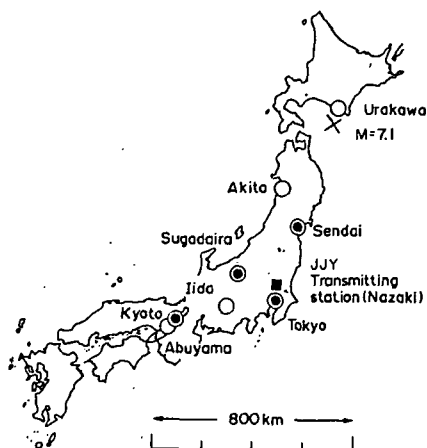 Urakawa
M=7.1
Akita
Sugadaira
Sendai
JJY
Transmitting
station (Nazaki)
Iida
Kyoto
Tokyo
Abuyama
800km